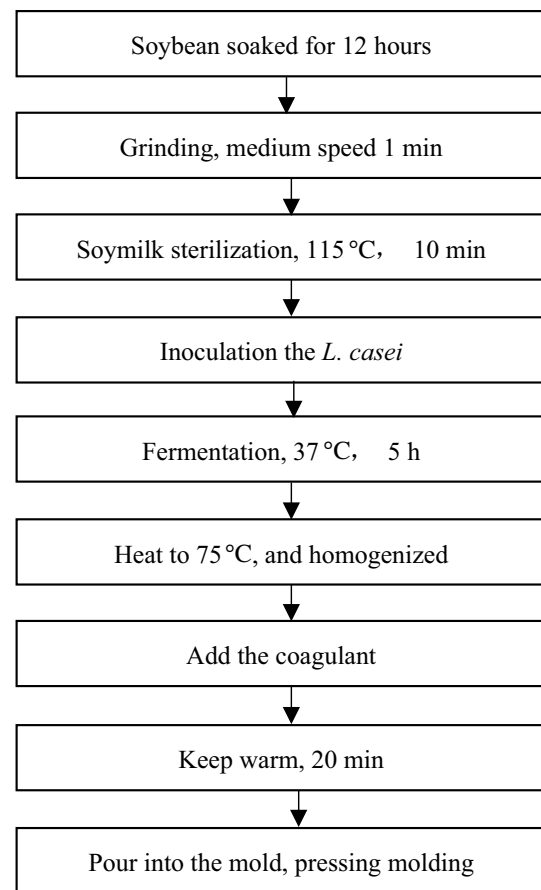 Soybean soaked for 12 hours
Grinding, medium speed 1 min
Soymilk sterilization, 115℃， 10 min
Inoculation the L. casei
Fermentation, 37℃， 5 h
Heat to 75℃, and homogenized
Add the coagulant
Keep warm, 20 min
Pour into the mold, pressing molding